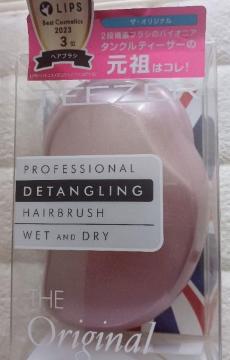 LIPS
Best Cosmetics
2023
3位
ヘアブラシ
ザ・オリジナル
2段構造ブラシのパイオニア
タングルティーザーの
元祖はコレ!
TEEZE
PROFESSIONAL
DETANGLING
HAIRBRUSH
WET AND DRY
THE
Original